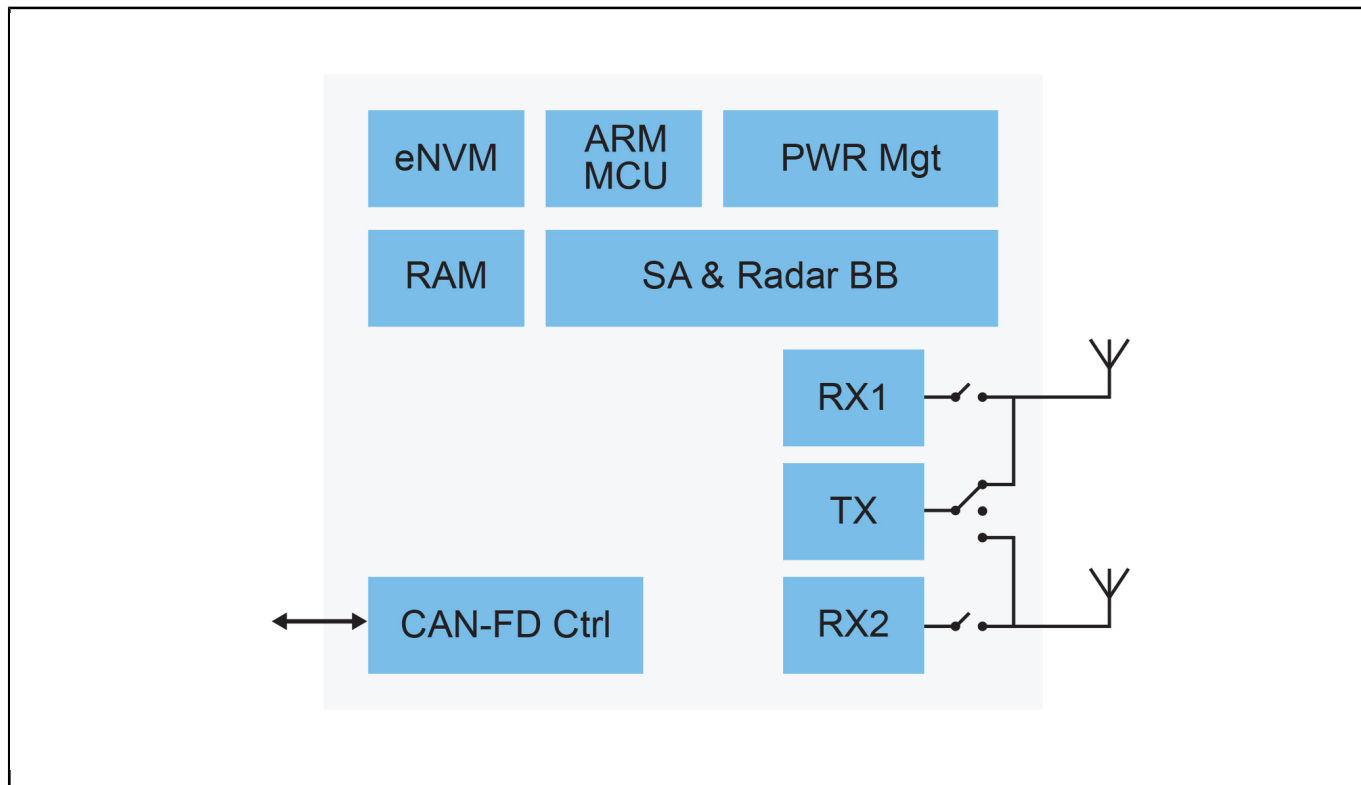 eNVM
ARM
MCU
PWR Mgt
RAM
SA & Radar BB
RX1
TX
CAN-FD Ctrl
RX2